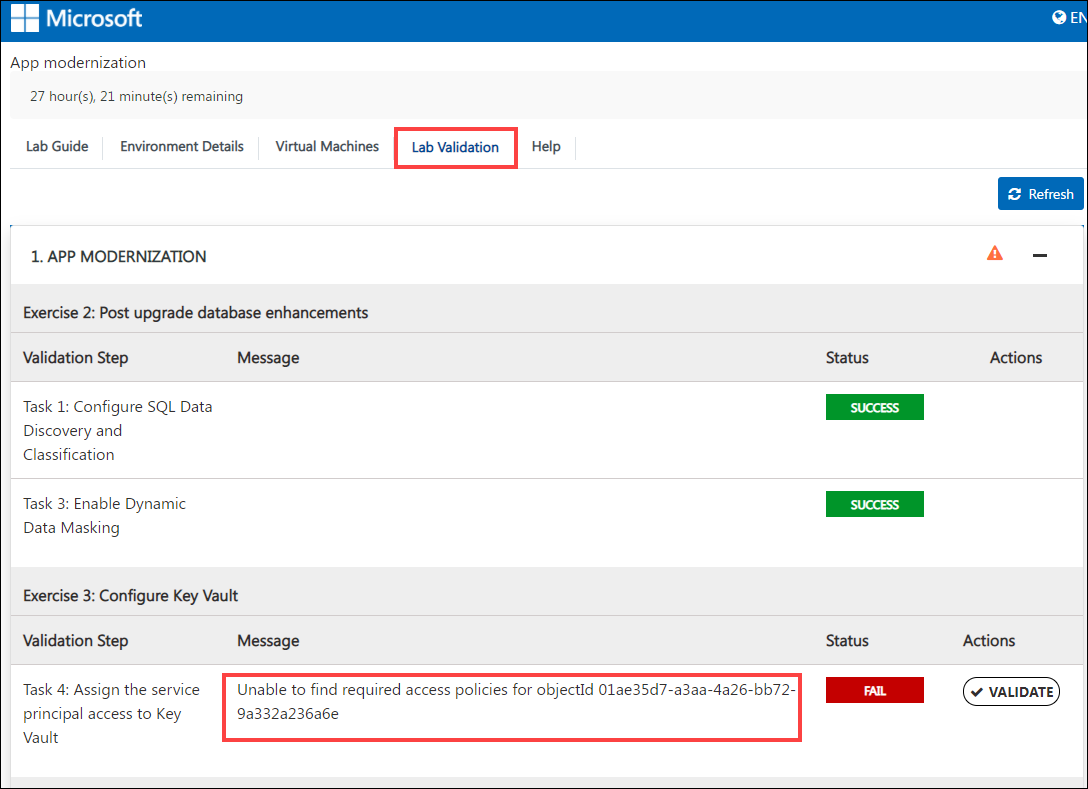 Microsoft
EN
App modernization
27 hour(s), 21 minute(s) remaining
Lab Guide Environment Details Virtual Machines Lab Validation Help
Refresh
1. APP MODERNIZATION
Exercise 2: Post upgrade database enhancements
Validation Step Message Status Actions
Task 1: Configure SQL Data
Discovery and
Classification
SUCCESS
Task 3: Enable Dynamic
Data Masking
SUCCESS
Exercise 3: Configure Key Vault
Validation Step Message Status Actions
Task 4: Assign the service
principal access to Key
Vault
Unable to find required access policies for objectId 01ae35d7-a3aa-4a26-bb72-
9a332a236a6e
FAIL
VALIDATE